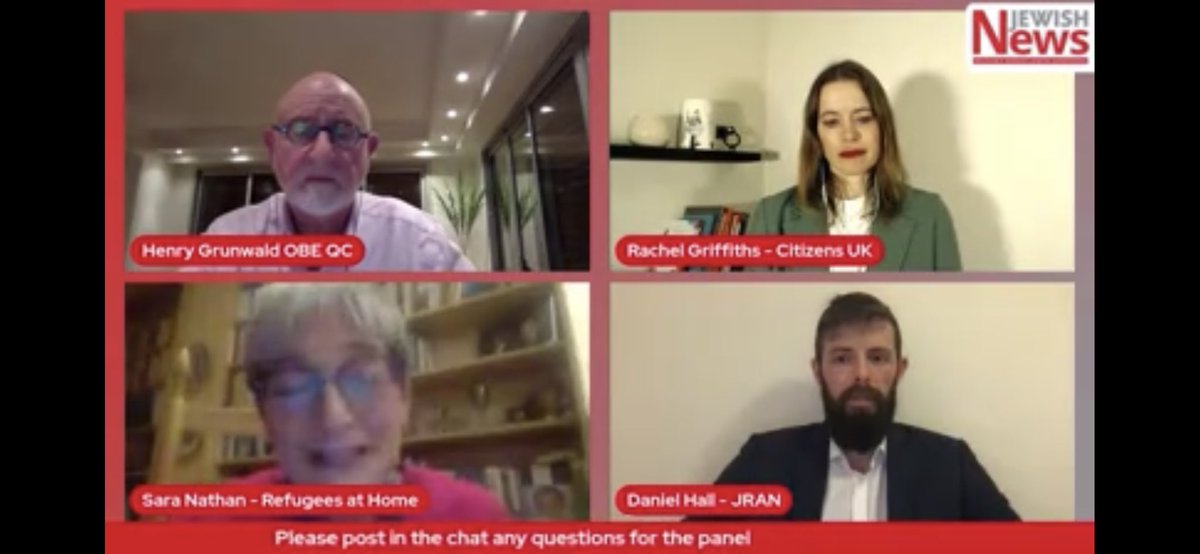 JEWISH
News
Henry Grunwald OBE QC
Rachel Griffiths - Citizens UK
Sara Nathan - Refugees at Home
Daniel Hall - JRAN
Please post in the chat any questions for the panel